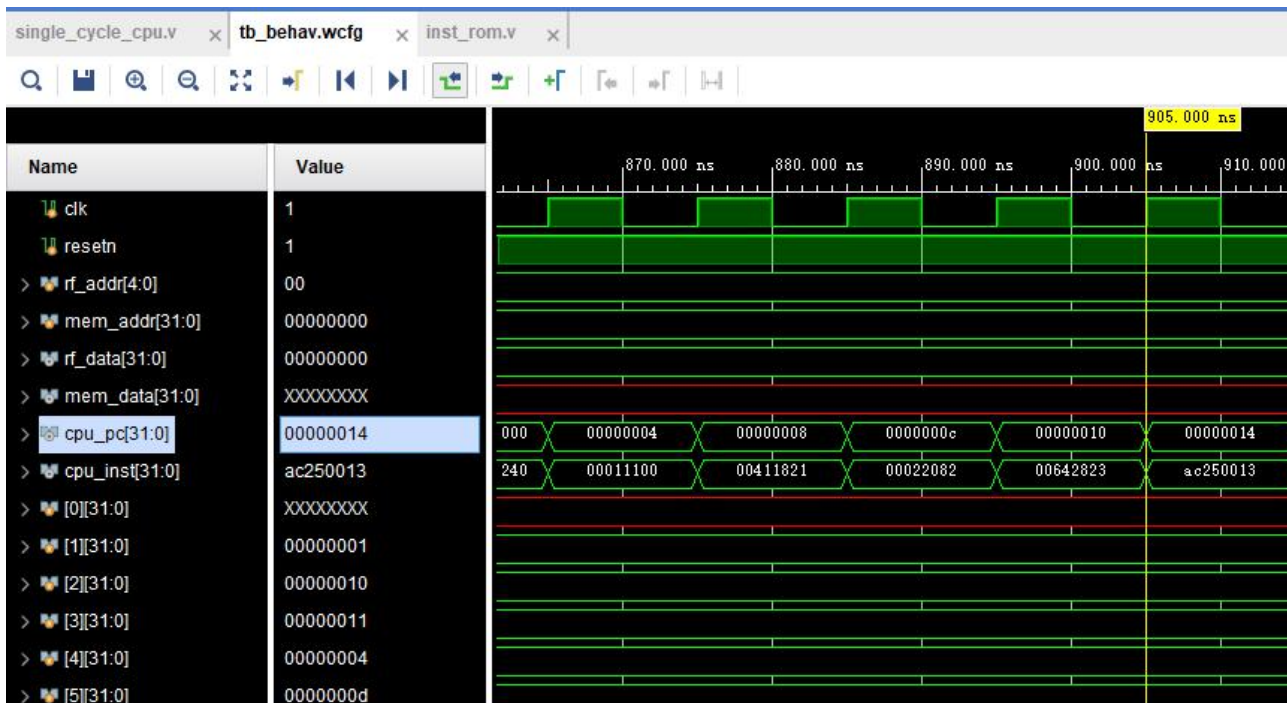 single_cycle_cpu.v × tb_behav.wcfg × inst_rom.v ×
905.000 ns
Name Value
870.000 ns 880.000 ns 890.000 ns 900.000 ns 910.000
clk 1
resetn 1
rf_addr[4:0] 00
mem_addr[31:0] 00000000
rf_data[31:0] 00000000
mem_data[31:0] XXXXXXXX
cpu_pc[31:0] 00000014 000 00000004 00000008 0000000c 00000010 00000014
cpu_inst[31:0] ac250013 240 00011100 00411821 00022082 00642823 ac250013
[0][31:0] XXXXXXXX
[1][31:0] 00000001
[2][31:0] 00000010
[3][31:0] 00000011
[4][31:0] 00000004
[5][31:0] 0000000d